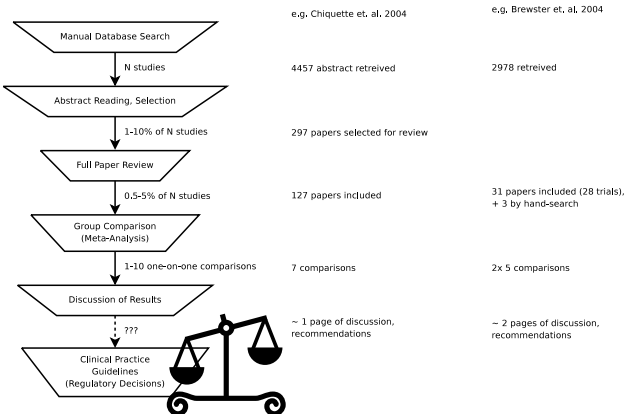 e.g. Chiquette et. al. 2004
e.g. Brewster et. al, 2004
Manual Database Search
N studies
4457 abstract retreived
2978 retreived
Abstract Reading, Selection
1-10% of N studies
297 papers selected for review
Full Paper Review
0.5-5% of N studies
127 papers included
31 papers included (28 trials),
+ 3 by hand-search
Group Comparison
(Meta-Analysis)
1-10 one-on-one comparisons
7 comparisons
2x 5 comparisons
Discussion of Results
???
~ 1 page of discussion,
recommendations
~ 2 pages of discussion,
recommendations
Clinical Practice
Guidelines
(Regulatory Decisions)